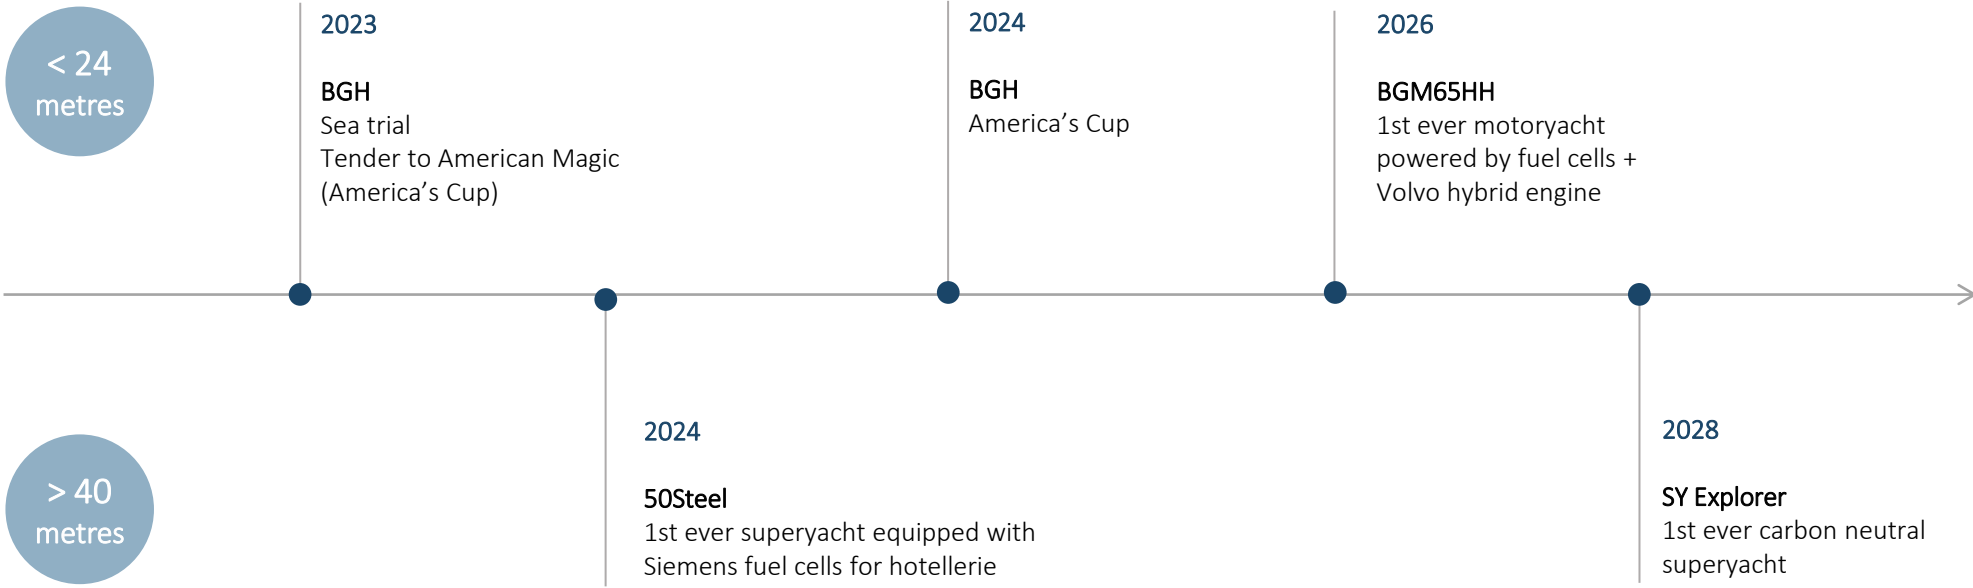 < 24
metres
2023
BGH
Sea trial
Tender to American Magic
(America’s Cup)
2024
BGH
America’s Cup
2026
BGM65HH
1st ever motoryacht
powered by fuel cells +
Volvo hybrid engine
> 40
metres
2024
50Steel
1st ever superyacht equipped with
Siemens fuel cells for hotellerie
2028
SY Explorer
1st ever carbon neutral
superyacht